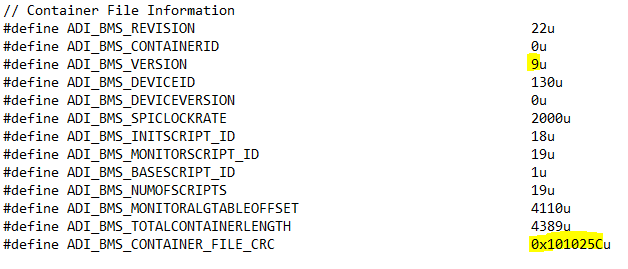 // Container File Information
#define ADI_BMS_REVISION 22u
#define ADI_BMS_CONTAINERID 0u
#define ADI_BMS_VERSION 9u
#define ADI_BMS_DEVICEID 130u
#define ADI_BMS_DEVICEVERSION 0u
#define ADI_BMS_SPICLOCKRATE 2000u
#define ADI_BMS_INITSCRIPT_ID 18u
#define ADI_BMS_MONITORSCRIPT_ID 19u
#define ADI_BMS_BASESCRIPT_ID 1u
#define ADI_BMS_NUMOFSCRIPTS 19u
#define ADI_BMS_MONITORALGTABLEOFFSET 4110u
#define ADI_BMS_TOTALCONTAINERLENGTH 4389u
#define ADI_BMS_CONTAINER_FILE_CRC 0x101025Cu